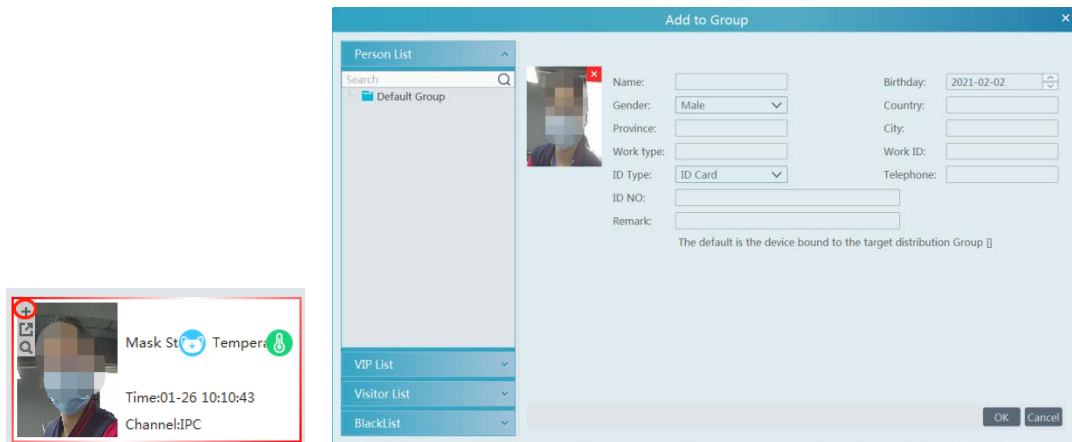 Mask St Tempera
Time:01-26 10:10:43
Channel:IPC
Add to Group
Person List
Search
Default Group
VIP List
Visitor List
BlackList
Name:
Birthday: 2021-02-02
Gender: Male
Country:
Province:
City:
Work type:
Work ID:
ID Type: ID Card
Telephone:
ID NO:
Remark:
The default is the device bound to the target distribution Group []
OK Cancel